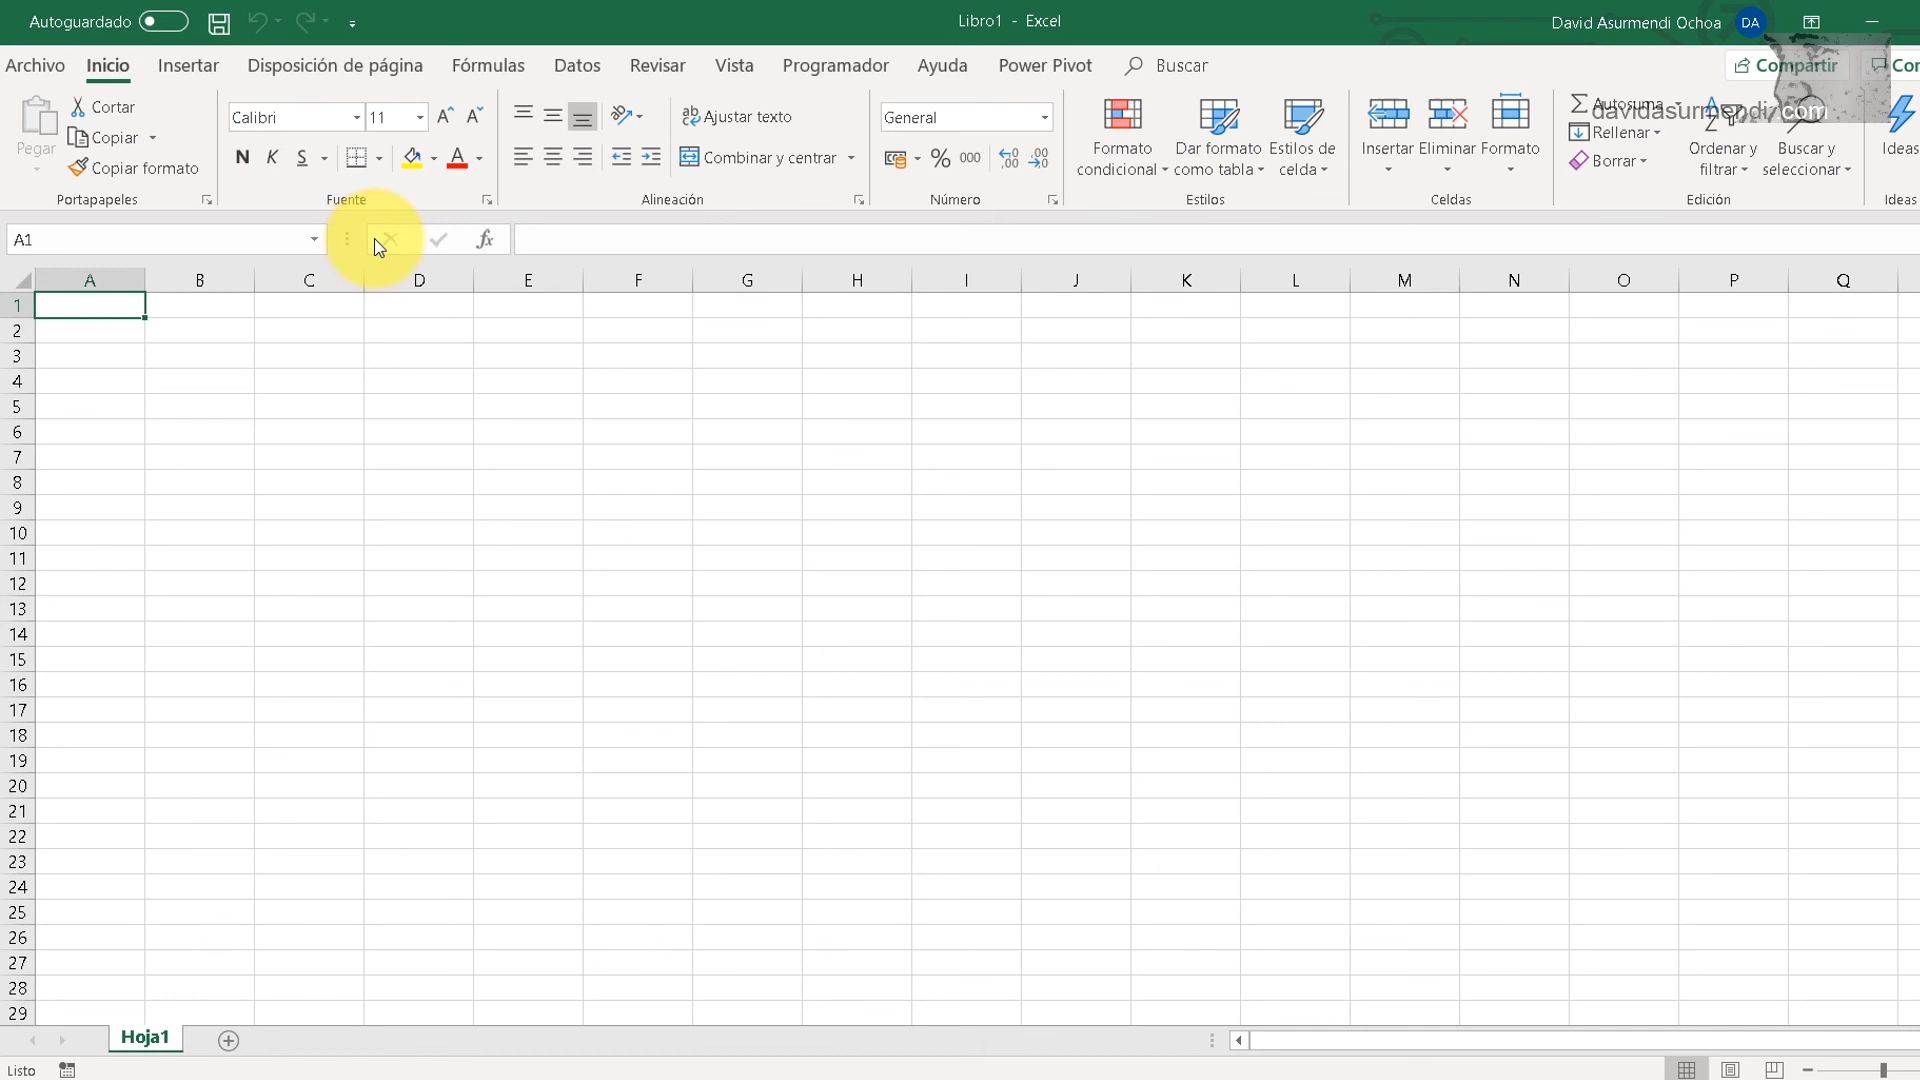 Autoguardado
Libro1 - Excel
David Asurmendi Ochoa
DA
Archivo Inicio Insertar Disposición de página Fórmulas Datos Revisar Vista Programador Ayuda Power Pivot Buscar
Compartir
Pegar
Cortar
Copiar
Copiar formato
Portapapeles
Calibri
11
N K S
A
Fuente
Ajustar texto
Combinar y centrar
Alineación
General
% 000
Número
Formato condicional
Dar formato como tabla
Estilos de celda
Estilos
Insertar
Eliminar
Formato
Celdas
Autosuma
Rellenar
Borrar
Ordenar y filtrar
Buscar y seleccionar
Edición
Ideas
Ideas
davidasurmendi.com
A1
fx
A B C D E F G H I J K L M N O P Q
1
2
3
4
5
6
7
8
9
10
11
12
13
14
15
16
17
18
19
20
21
22
23
24
25
26
27
28
29
Hoja1
Listo